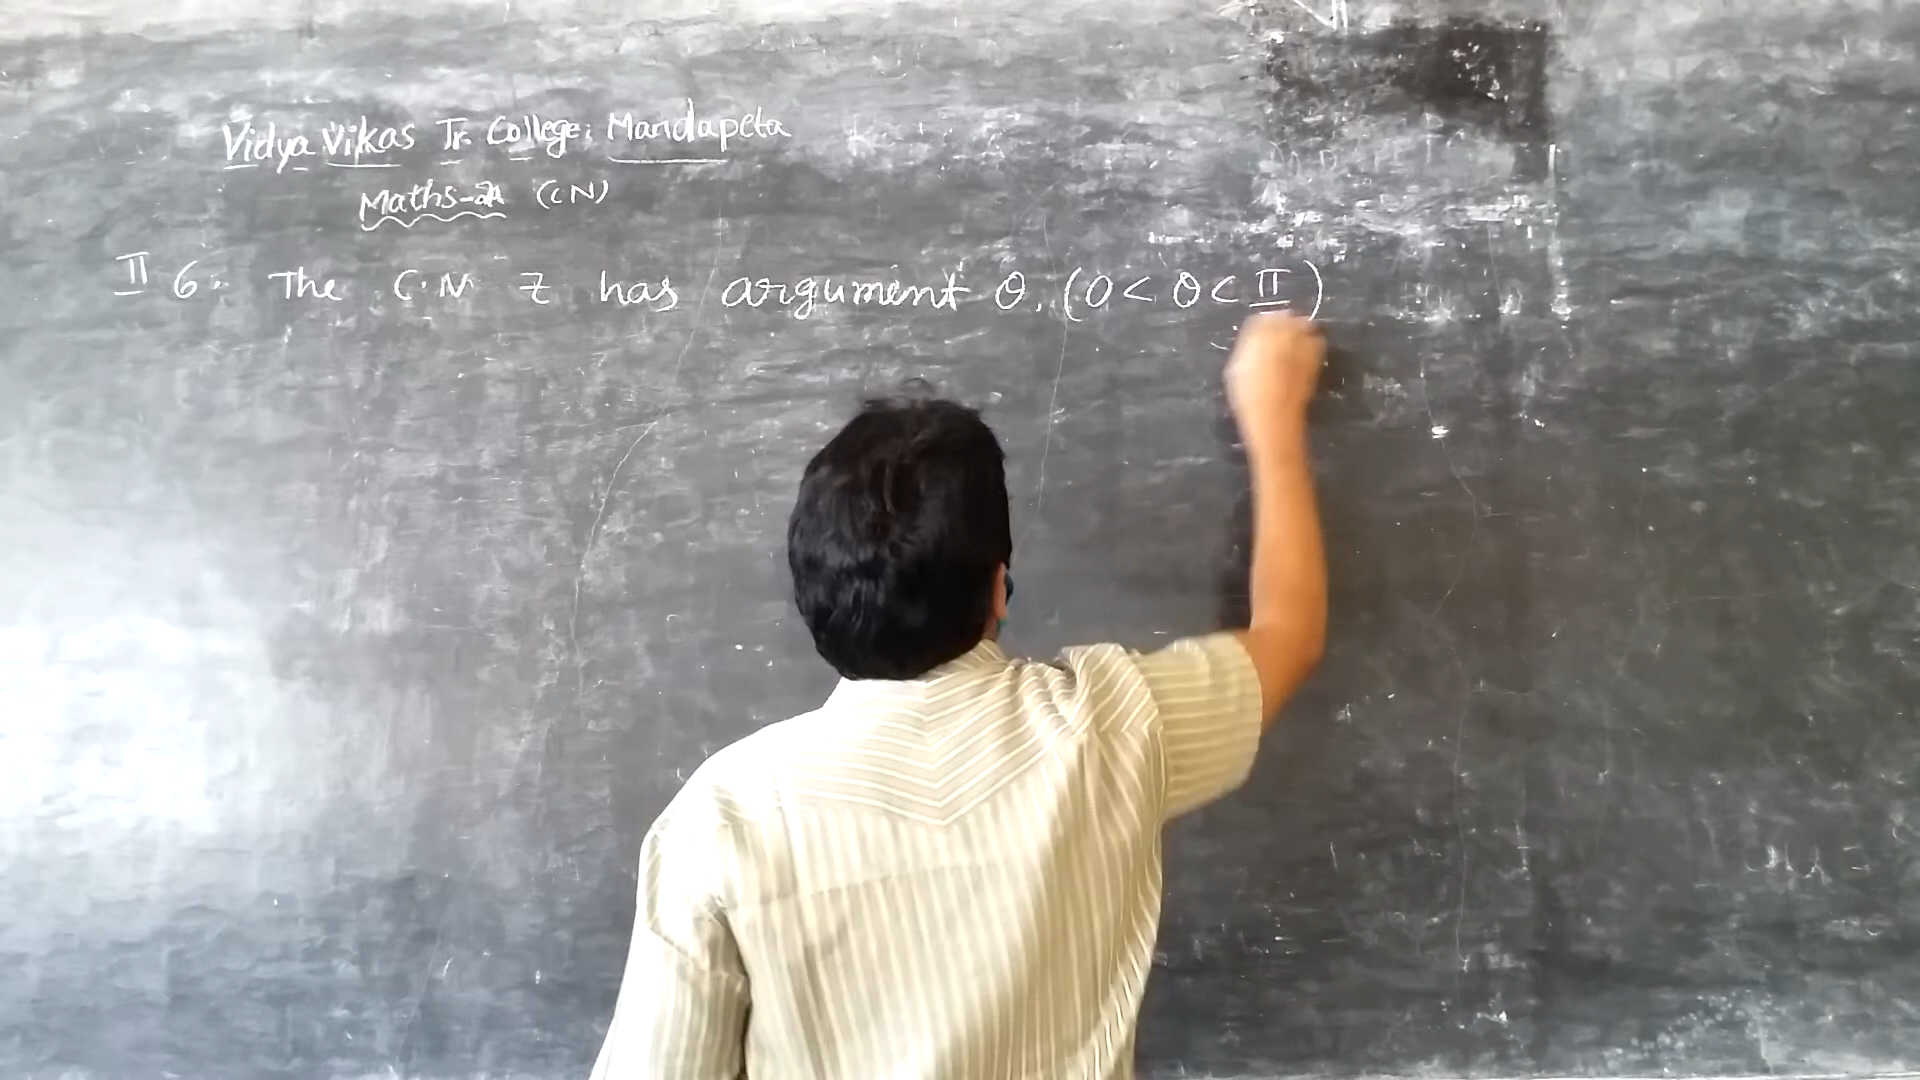 Vidya Vikas Jr. College: Mandapeta
Maths-2A (CN)
II 6. The C.N. Z has argument θ, (0 < θ < π)